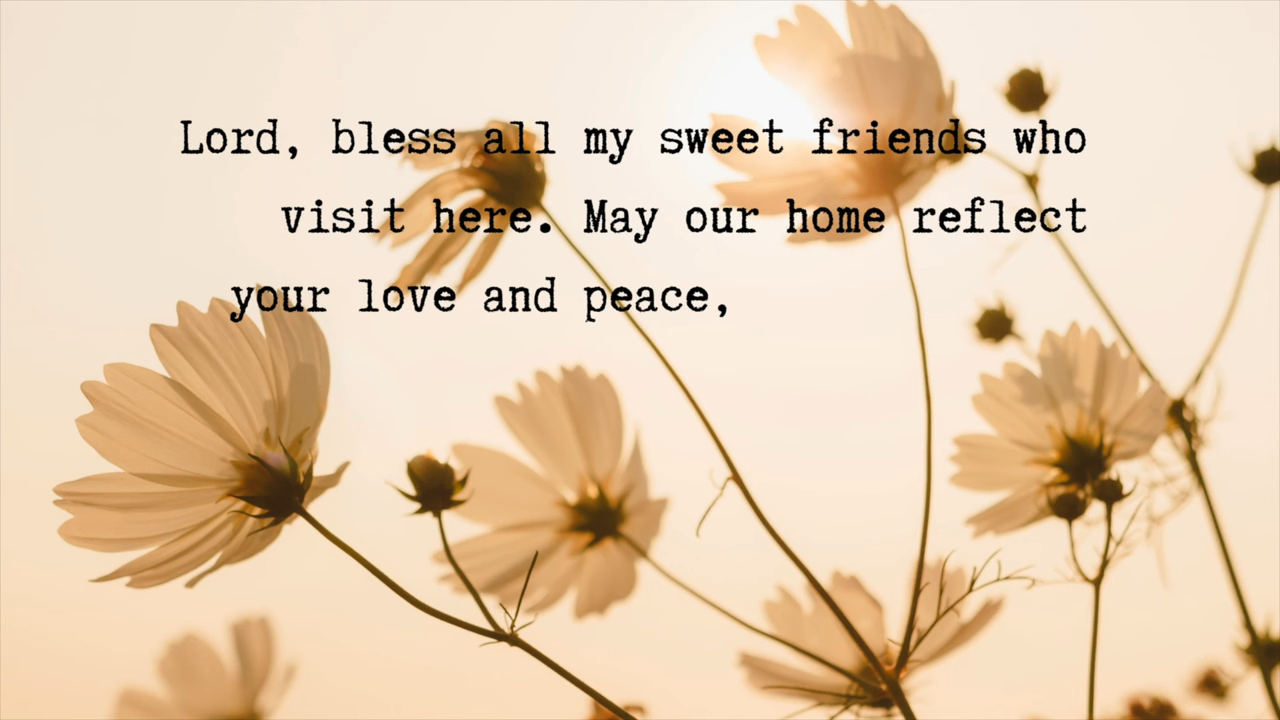 Lord, bless all my sweet friends who
visit here. May our home reflect
your love and peace,